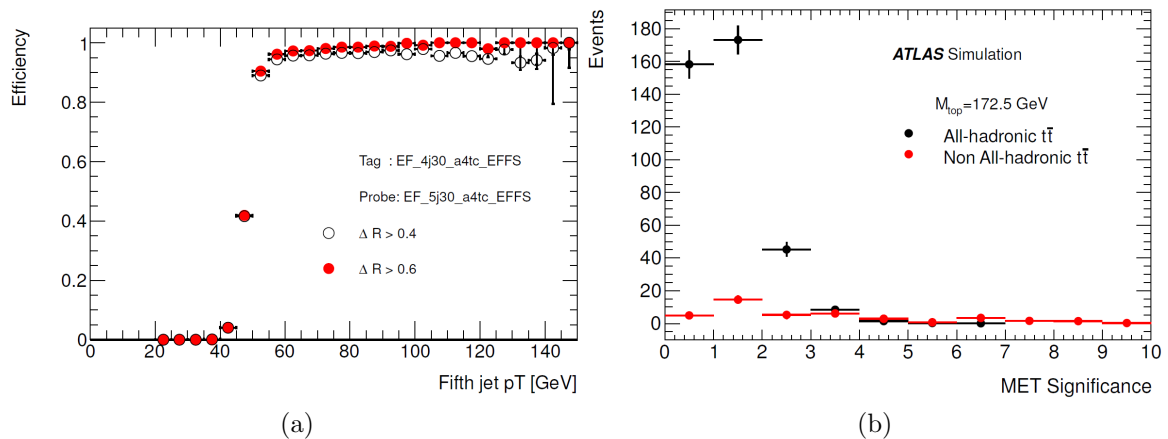 Efficiency
1
0.8
0.6
0.4
0.2
0
Tag : EF_4j30_a4tc_EFFS
Probe: EF_5j30_a4tc_EFFS
Δ R > 0.4
Δ R > 0.6
0 20 40 60 80 100 120 140
Fifth jet pT [GeV]
(a)
Events
180
160
140
120
100
80
60
40
20
0
ATLAS Simulation
M_top=172.5 GeV
All-hadronic tt̄
Non All-hadronic tt̄
0 1 2 3 4 5 6 7 8 9 10
MET Significance
(b)